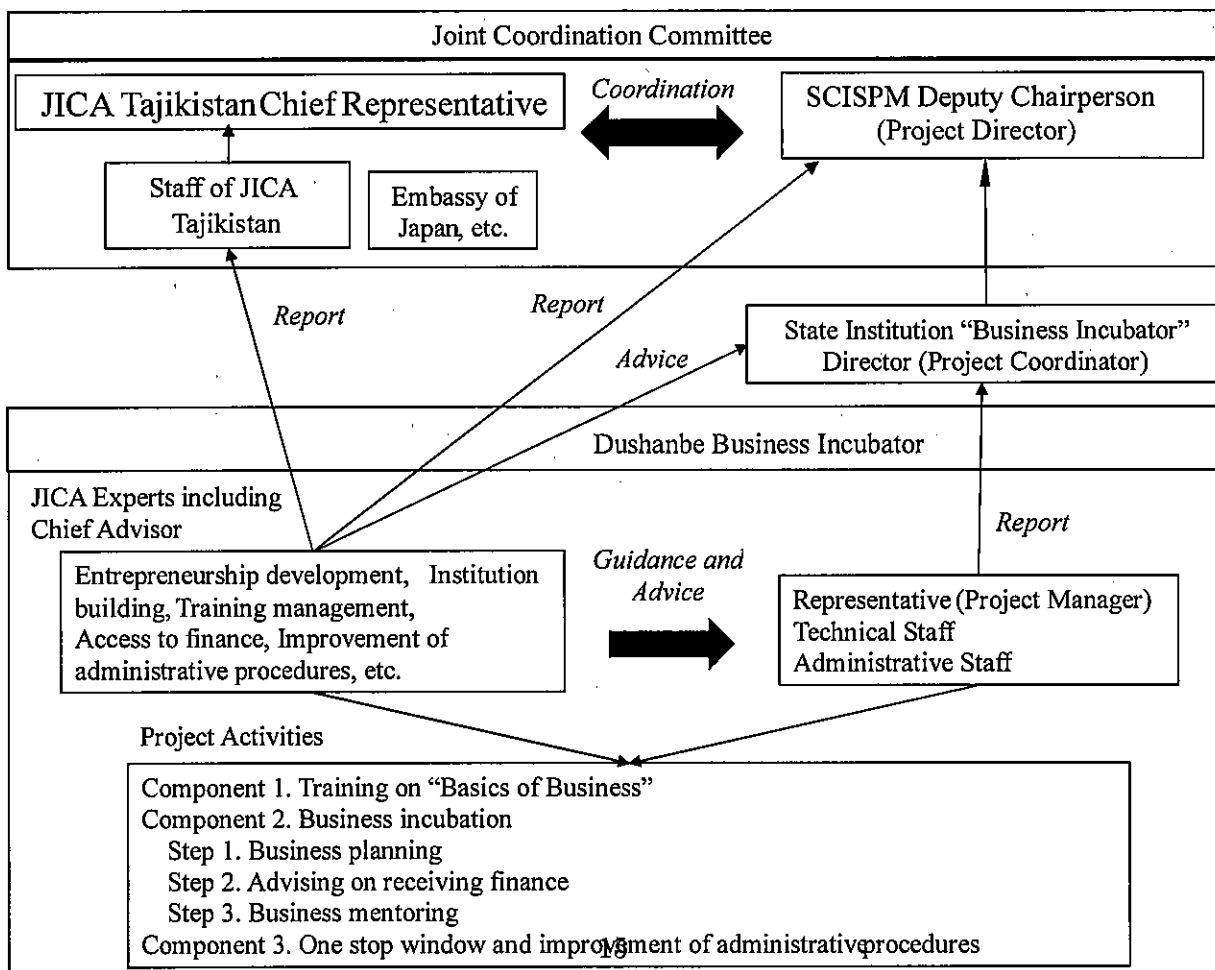 Joint Coordination Committee
JICA Tajikistan Chief Representative
Coordination
SCISPM Deputy Chairperson
(Project Director)
Staff of JICA
Tajikistan
Embassy of
Japan, etc.
Report
Report
Advice
State Institution “Business Incubator”
Director (Project Coordinator)
Dushanbe Business Incubator
JICA Experts including
Chief Advisor
Report
Entrepreneurship development, Institution
building, Training management,
Access to finance, Improvement of
administrative procedures, etc.
Guidance and
Advice
Representative (Project Manager)
Technical Staff
Administrative Staff
Project Activities
Component 1. Training on “Basics of Business”
Component 2. Business incubation
Step 1. Business planning
Step 2. Advising on receiving finance
Step 3. Business mentoring
Component 3. One stop window and improvement of administrative procedures